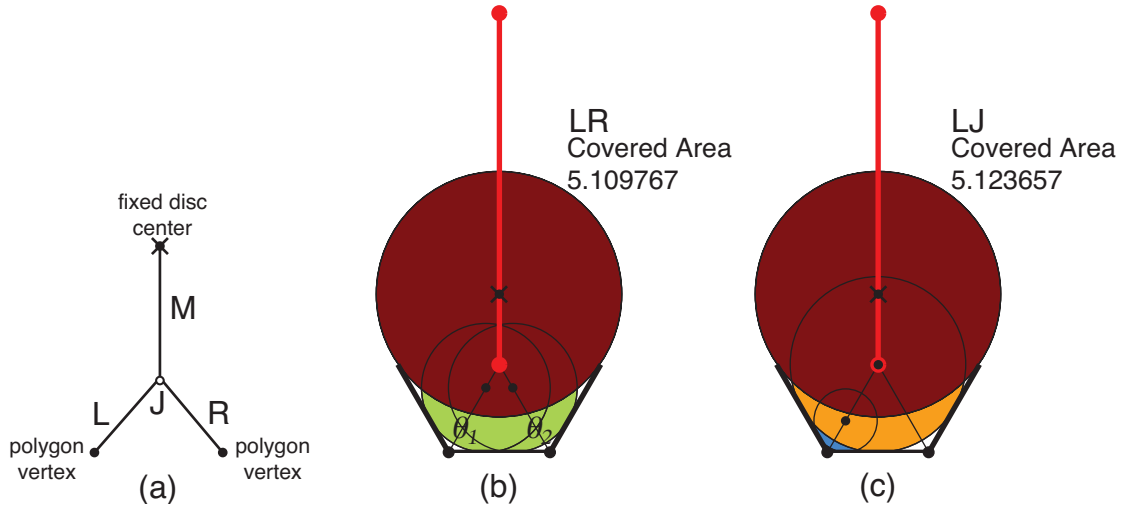 fixed disc
center
M
L
J
R
polygon
vertex
polygon
vertex
(a)
LR
Covered Area
5.109767
θ1
θ2
(b)
LJ
Covered Area
5.123657
(c)